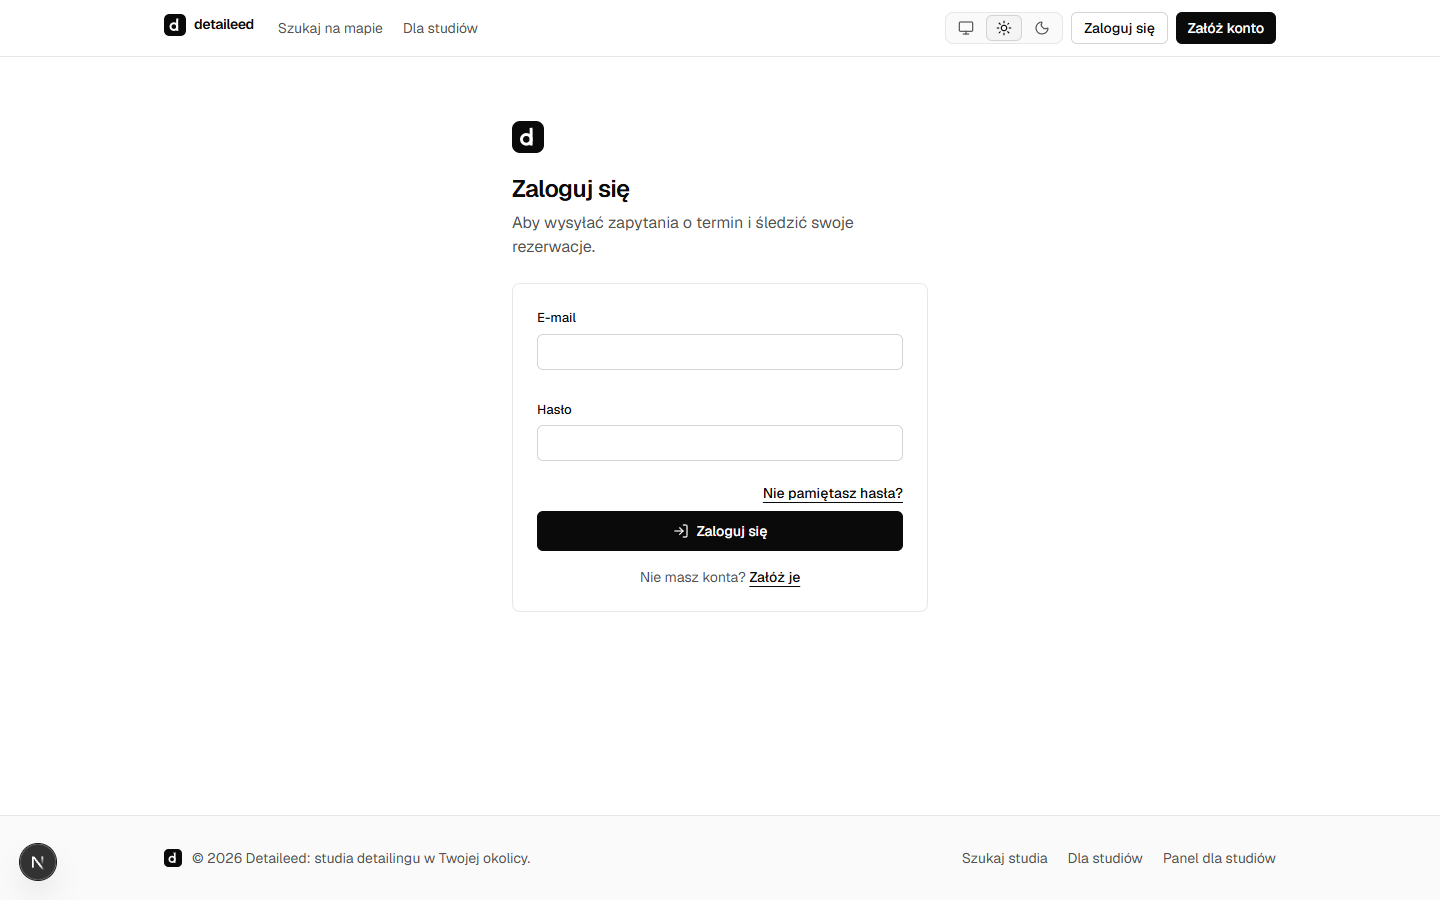 d detaileed
Szukaj na mapie
Dla studiów
Zaloguj się
Załóż konto
d
Zaloguj się
Aby wysyłać zapytania o termin i śledzić swoje
rezerwacje.
E-mail
Hasło
Nie pamiętasz hasła?
Zaloguj się
Nie masz konta? Załóż je
N
d © 2026 Detaileed: studia detailingu w Twojej okolicy.
Szukaj studia
Dla studiów
Panel dla studiów